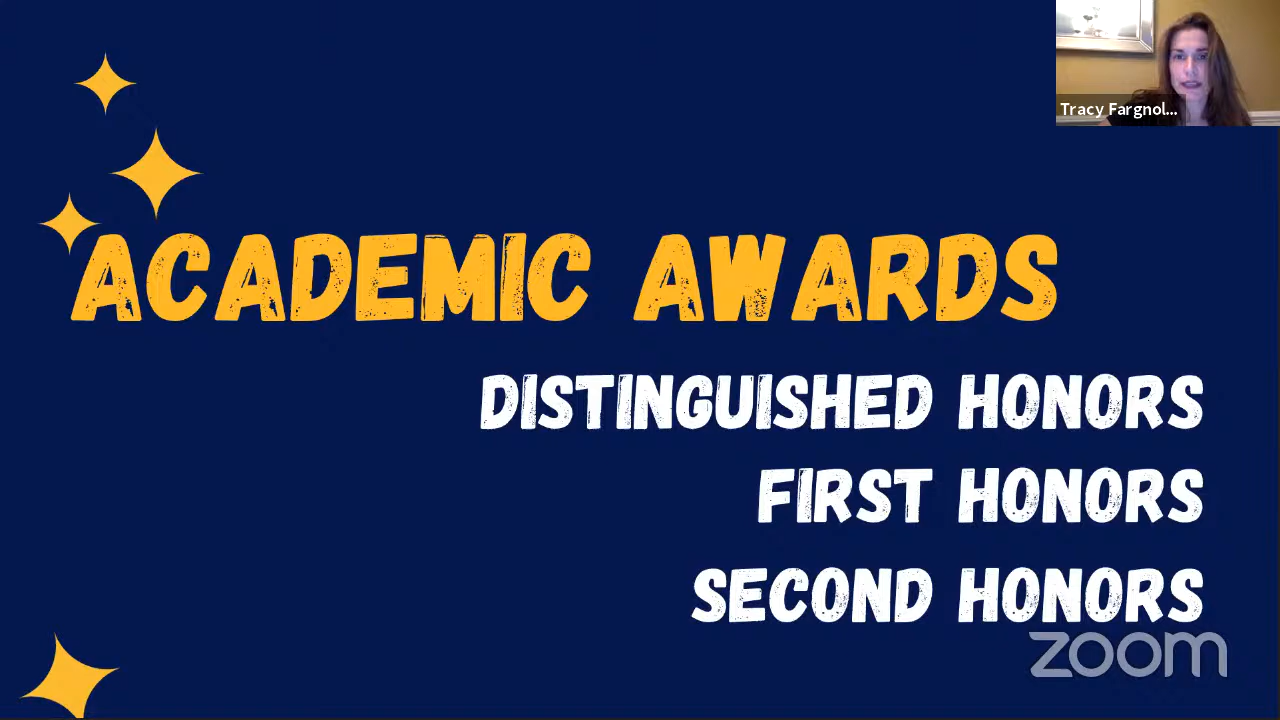 Tracy Fargnol...
ACADEMIC AWARDS
DISTINGUISHED HONORS
FIRST HONORS
SECOND HONORS
zoom